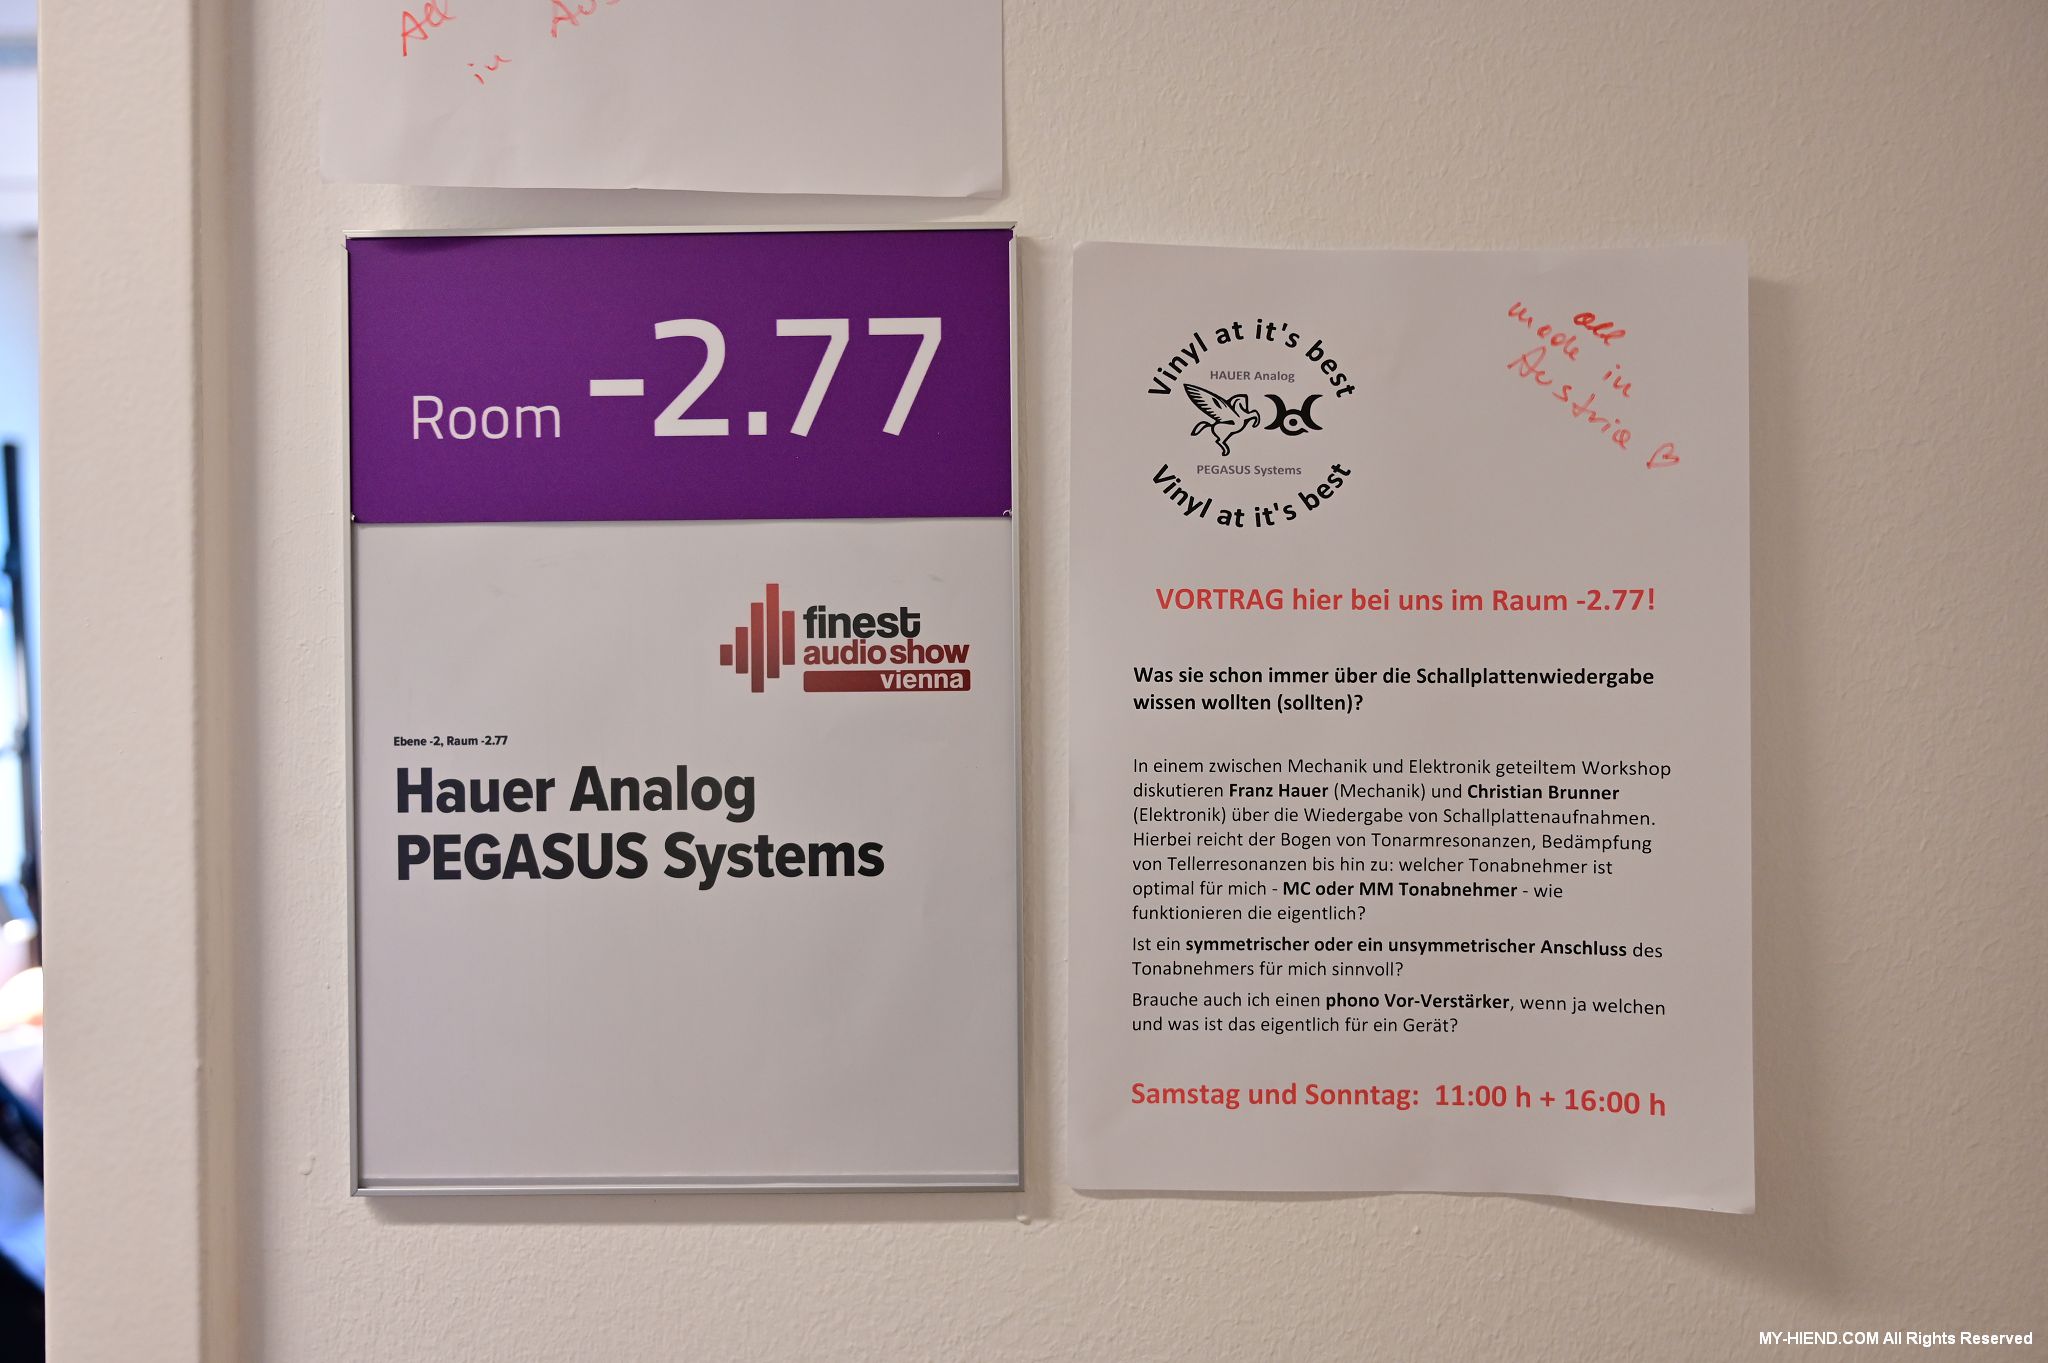 All
in Aus
Room -2.77
finest
audioshow
vienna
Ebene -2, Raum -2.77
Hauer Analog
PEGASUS Systems
Vinyl at it's best
HAUER Analog
PEGASUS Systems
Vinyl at it's best
all
made in
Austria
VORTRAG hier bei uns im Raum -2.77!
Was sie schon immer über die Schallplattenwiedergabe
wissen wollten (sollten)?
In einem zwischen Mechanik und Elektronik geteiltem Workshop
diskutieren Franz Hauer (Mechanik) und Christian Brunner
(Elektronik) über die Wiedergabe von Schallplattenaufnahmen.
Hierbei reicht der Bogen von Tonarmresonanzen, Bedämpfung
von Tellerresonanzen bis hin zu: welcher Tonabnehmer ist
optimal für mich - MC oder MM Tonabnehmer - wie
funktionieren die eigentlich?
Ist ein symmetrischer oder ein unsymmetrischer Anschluss des
Tonabnehmers für mich sinnvoll?
Brauche auch ich einen phono Vor-Verstärker, wenn ja welchen
und was ist das eigentlich für ein Gerät?
Samstag und Sonntag: 11:00 h + 16:00 h
MY-HIEND.COM All Rights Reserved